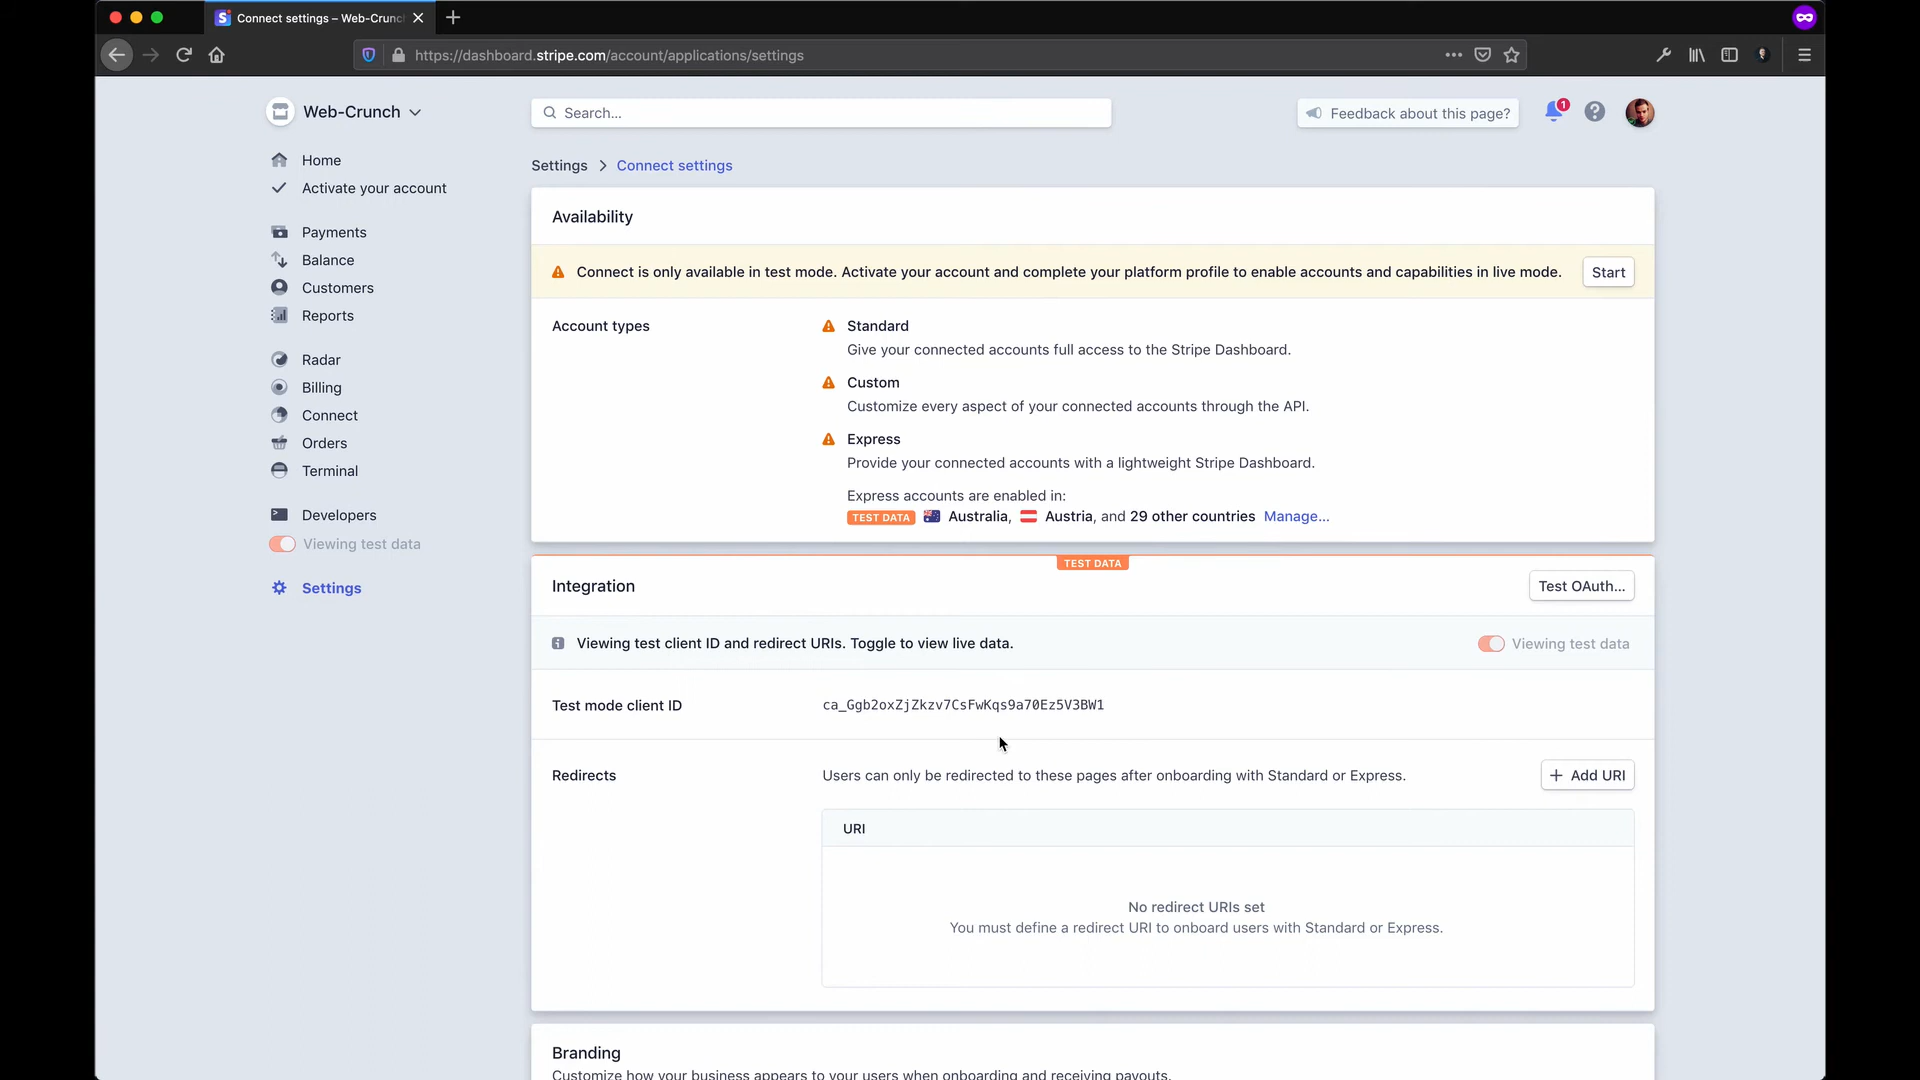 Connect settings – Web-Crunch
https://dashboard.stripe.com/account/applications/settings
Web-Crunch
Search...
Feedback about this page?
1
Home
Activate your account
Payments
Balance
Customers
Reports
Radar
Billing
Connect
Orders
Terminal
Developers
Viewing test data
Settings
Settings > Connect settings
Availability
Connect is only available in test mode. Activate your account and complete your platform profile to enable accounts and capabilities in live mode.
Start
Account types
Standard
Give your connected accounts full access to the Stripe Dashboard.
Custom
Customize every aspect of your connected accounts through the API.
Express
Provide your connected accounts with a lightweight Stripe Dashboard.
Express accounts are enabled in:
TEST DATA Australia, Austria, and 29 other countries Manage...
TEST DATA
Integration
Test OAuth...
Viewing test client ID and redirect URIs. Toggle to view live data.
Viewing test data
Test mode client ID
ca_Ggb2oxZjZkzv7CsFwKqs9a70Ez5V3BW1
Redirects
Users can only be redirected to these pages after onboarding with Standard or Express.
+ Add URI
URI
No redirect URIs set
You must define a redirect URI to onboard users with Standard or Express.
Branding
Customize how your business appears to your users when onboarding and receiving payouts.